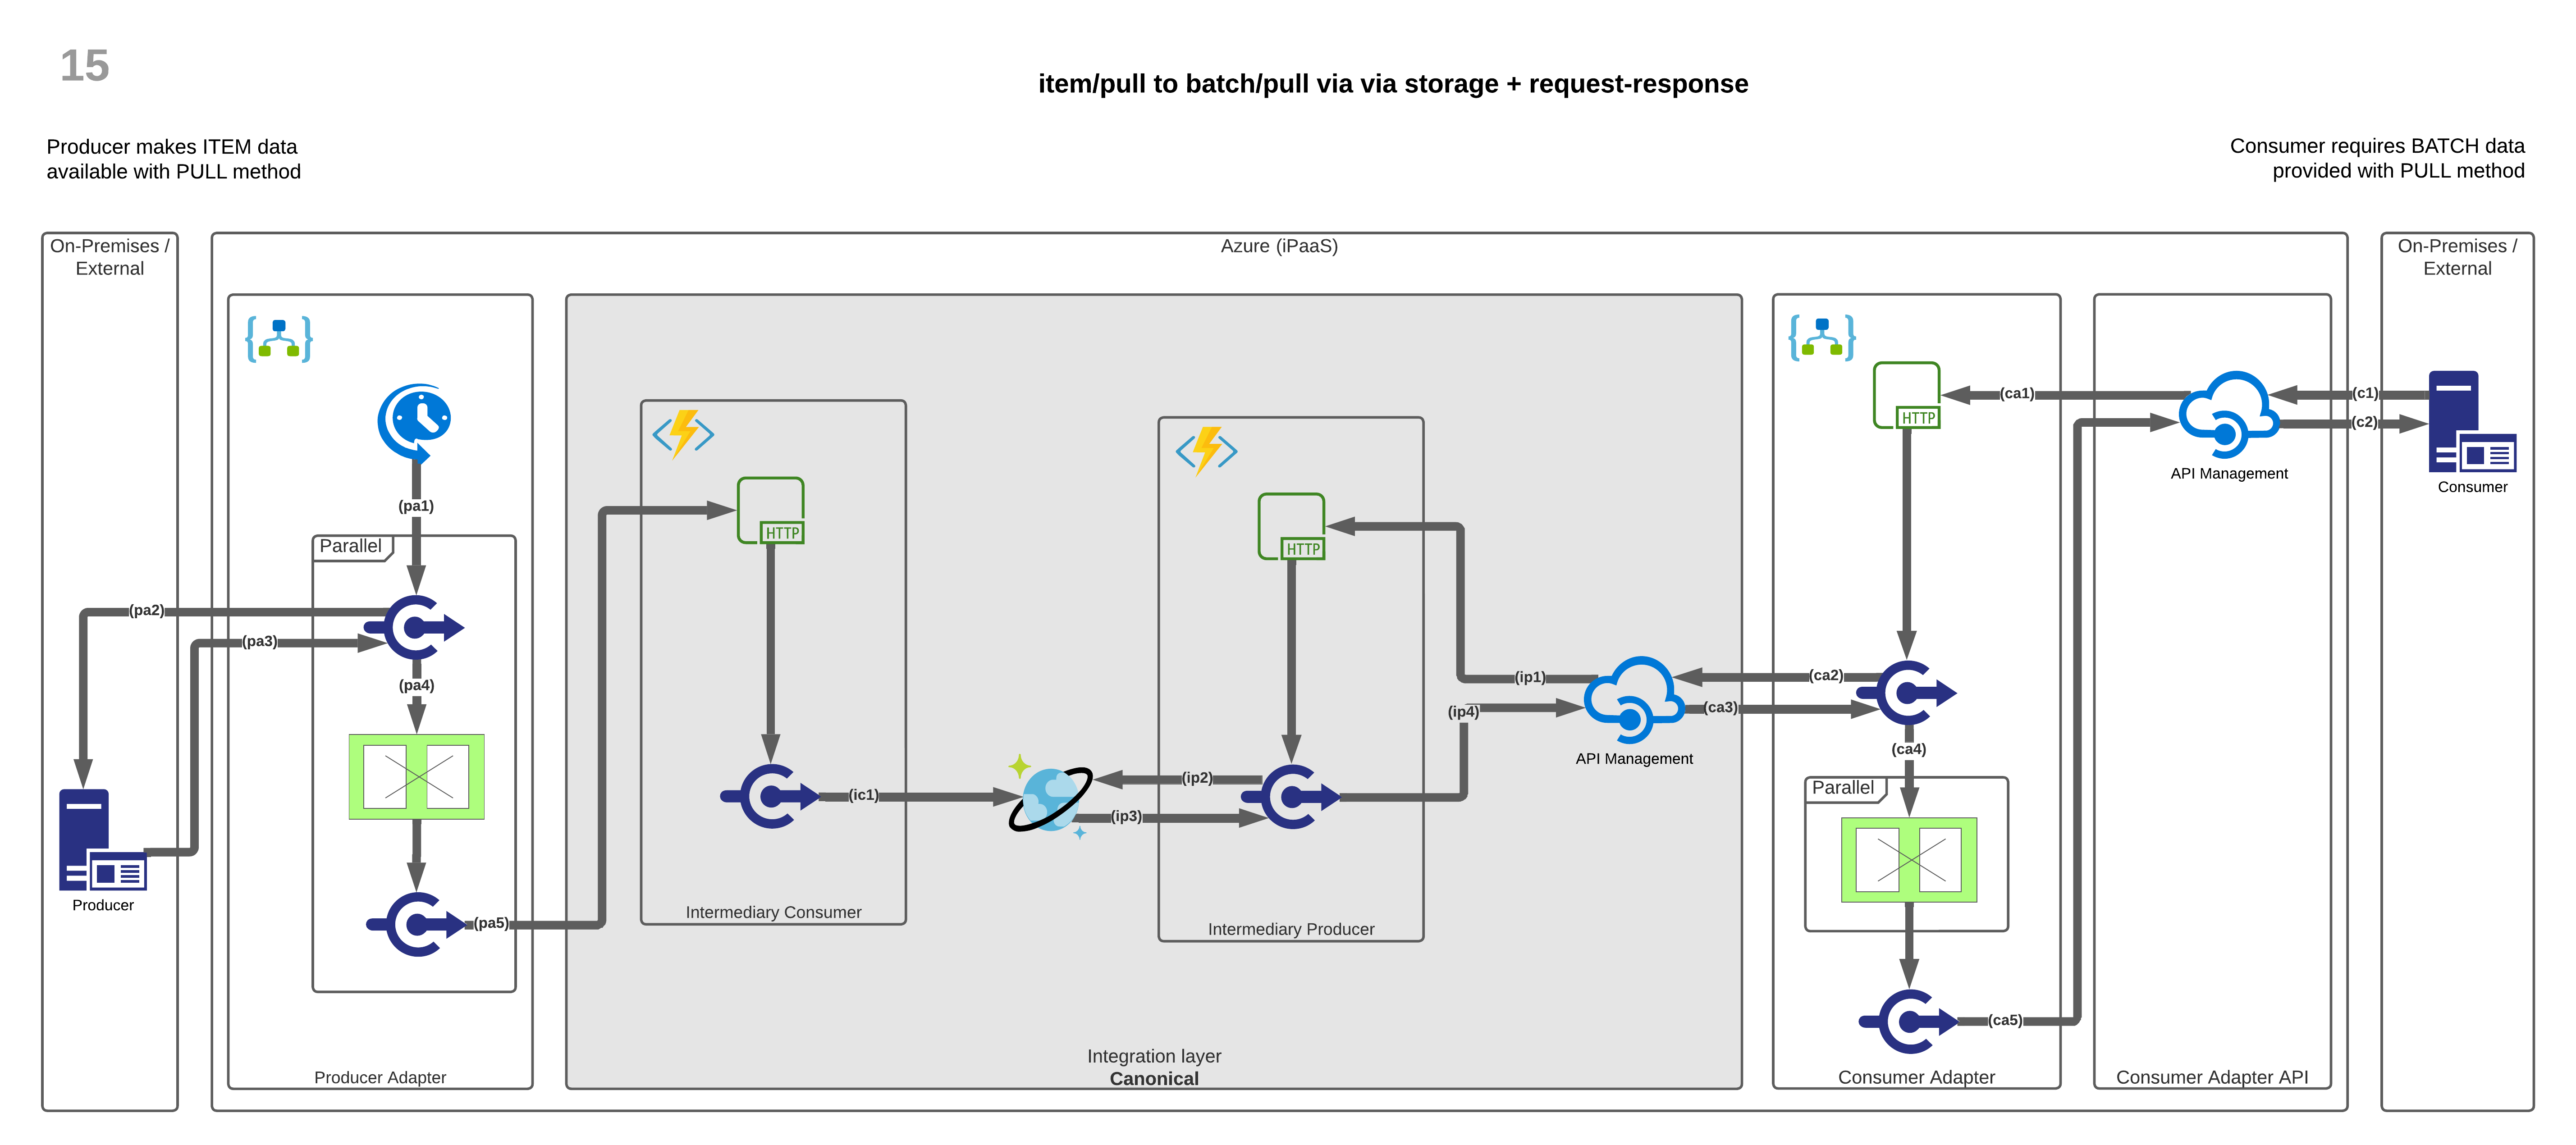 15
item/pull to batch/pull via via storage + request-response
Producer makes ITEM data
available with PULL method
Consumer requires BATCH data
provided with PULL method
On-Premises /
External
Azure (iPaaS)
On-Premises /
External
(pa1)
Parallel
(pa2)
(pa3)
(pa4)
Producer
(pa5)
Producer Adapter
HTTP
(ic1)
Intermediary Consumer
HTTP
(ip1)
(ip2)
(ip3)
(ip4)
Intermediary Producer
API Management
Integration layer
Canonical
HTTP
(ca1)
(ca2)
(ca3)
(ca4)
Parallel
(ca5)
Consumer Adapter
API Management
Consumer Adapter API
(c1)
(c2)
Consumer